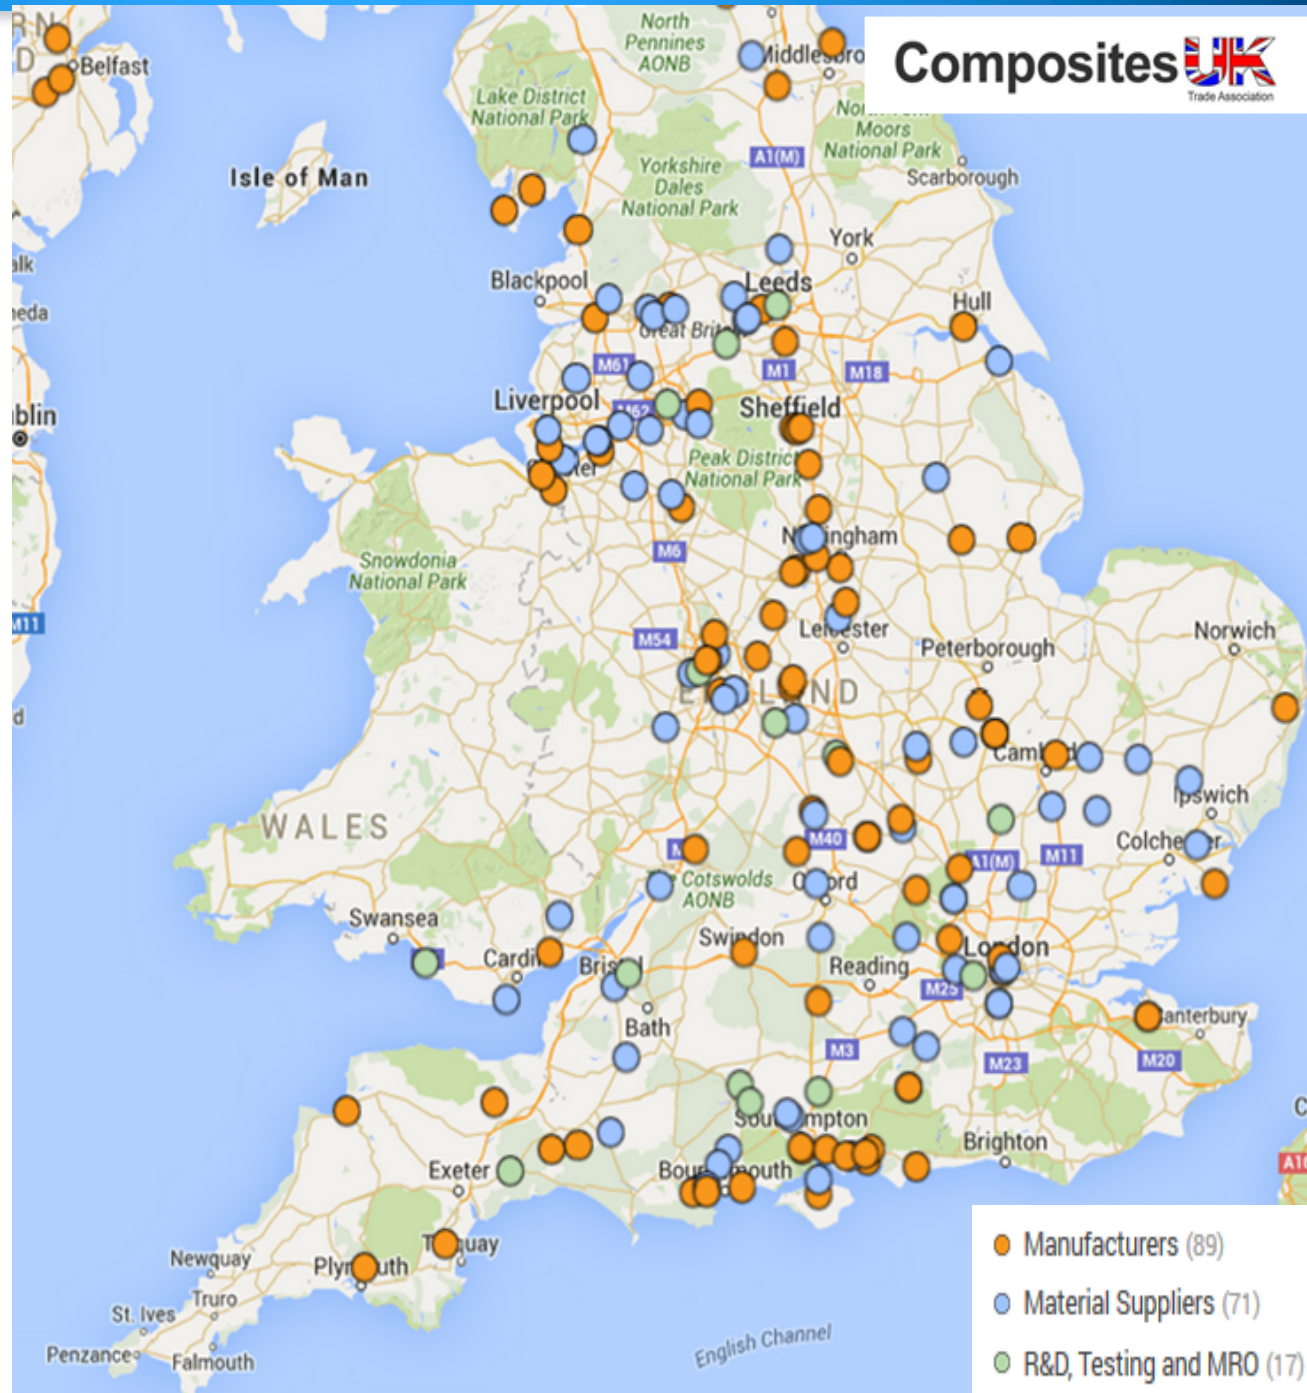 Composites UK
Trade Association
North
Pennines
AONB
Belfast
Lake District
National Park
Moors
National Park
A1(M)
Isle of Man
Yorkshire
Dales
National Park
Scarborough
York
Blackpool
Leeds
Hull
M61
M1
M18
Liverpool
M62
Sheffield
Peak District
National Park
M6
Snowdonia
National Park
M11
M54
Leicester
Peterborough
Norwich
WALES
Ipswich
M40
A1(M)
M11
Cotswolds
AONB
Swansea
Swindon
London
Reading
M25
Bath
Canterbury
M3
M23
M20
Brighton
Exeter
A16
Newquay
Truro
St. Ives
Penzance
Falmouth
English Channel
Manufacturers (89)
Material Suppliers (71)
R&D, Testing and MRO (17)